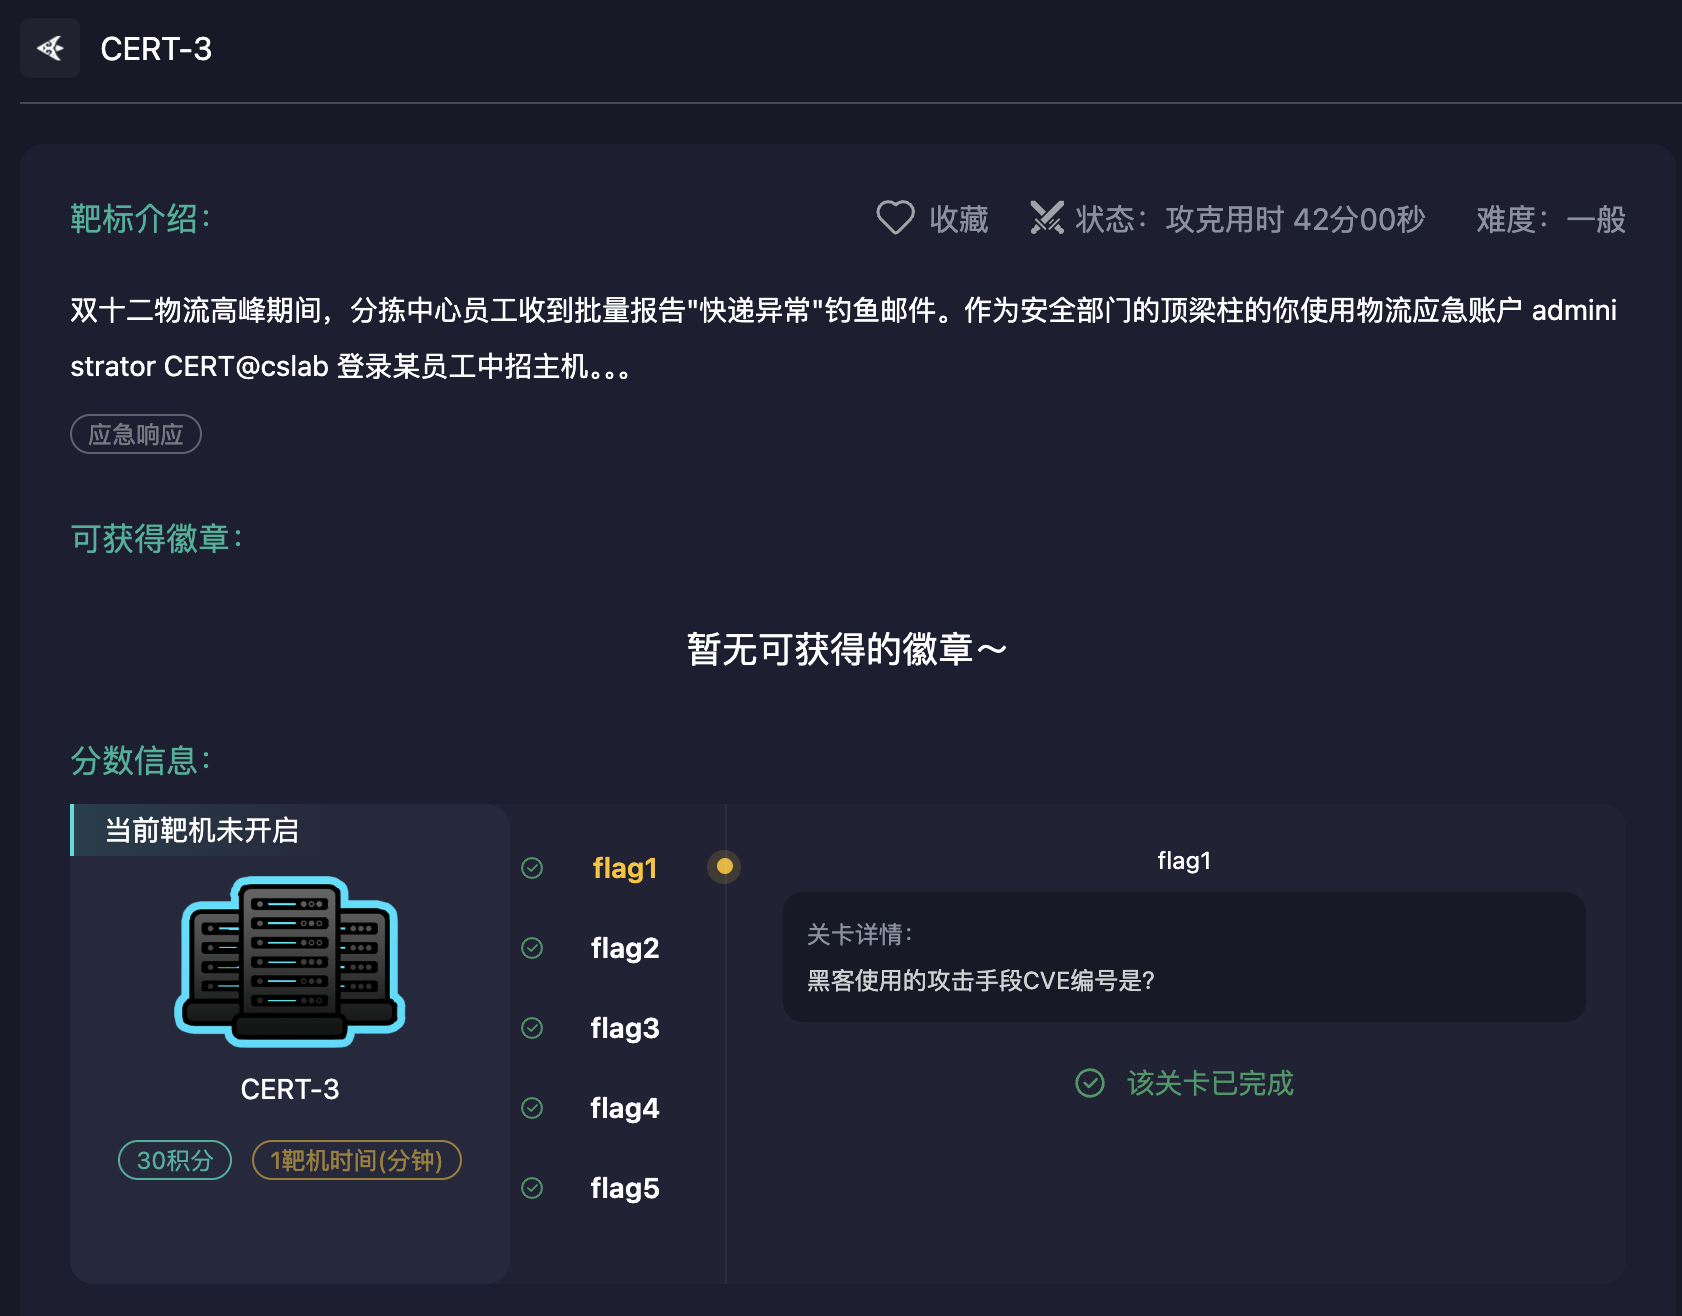 CERT-3
靶标介绍：
收藏
状态：攻克用时 42分00秒
难度：一般
双十二物流高峰期间，分拣中心员工收到批量报告"快递异常"钓鱼邮件。作为安全部门的顶梁柱的你使用物流应急账户 admini
strator CERT@cslab 登录某员工中招主机。。。
应急响应
可获得徽章：
暂无可获得的徽章～
分数信息：
当前靶机未开启
CERT-3
30积分
1靶机时间(分钟)
flag1
flag2
flag3
flag4
flag5
flag1
关卡详情：
黑客使用的攻击手段CVE编号是？
该关卡已完成